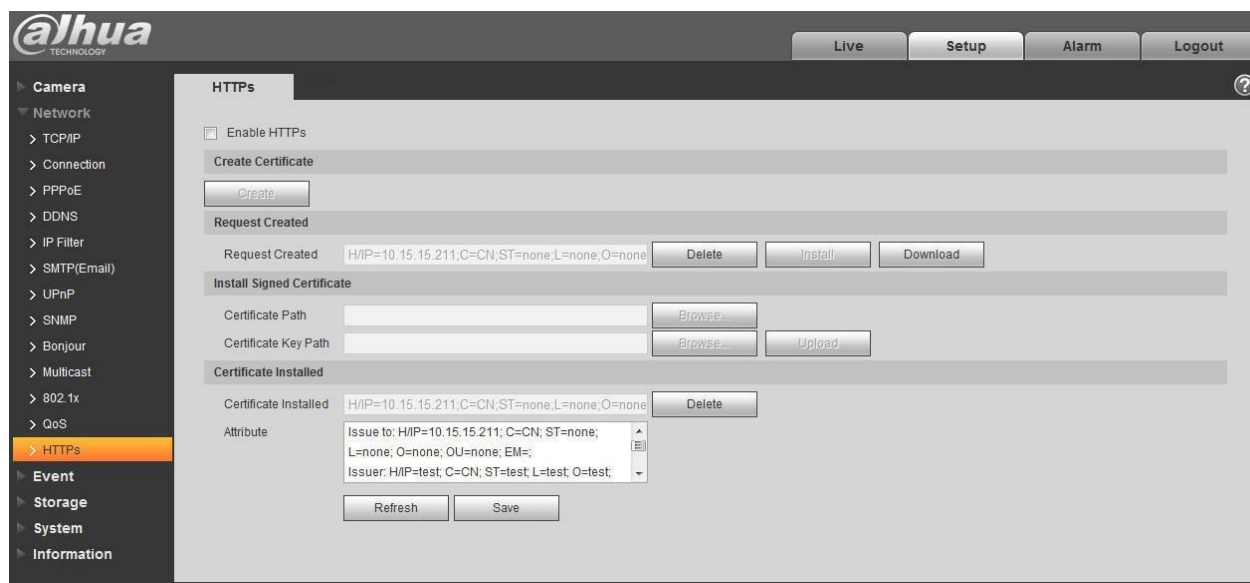 alhua
TECHNOLOGY
Live Setup Alarm Logout
Camera
Network
TCP/IP
Connection
PPPoE
DDNS
IP Filter
SMTP(Email)
UPnP
SNMP
Bonjour
Multicast
802.1x
QoS
HTTPs
Event
Storage
System
Information
HTTPs
?
Enable HTTPs
Create Certificate
Create
Request Created
Request Created H/IP=10.15.15.211;C=CN;ST=none;L=none;O=none Delete Install Download
Install Signed Certificate
Certificate Path Browse...
Certificate Key Path Browse... Upload
Certificate Installed
Certificate Installed H/IP=10.15.15.211;C=CN;ST=none;L=none;O=none Delete
Attribute Issue to: H/IP=10.15.15.211; C=CN; ST=none;
L=none; O=none; OU=none; EM=;
Issuer: H/IP=test; C=CN; ST=test; L=test; O=test;
Refresh Save